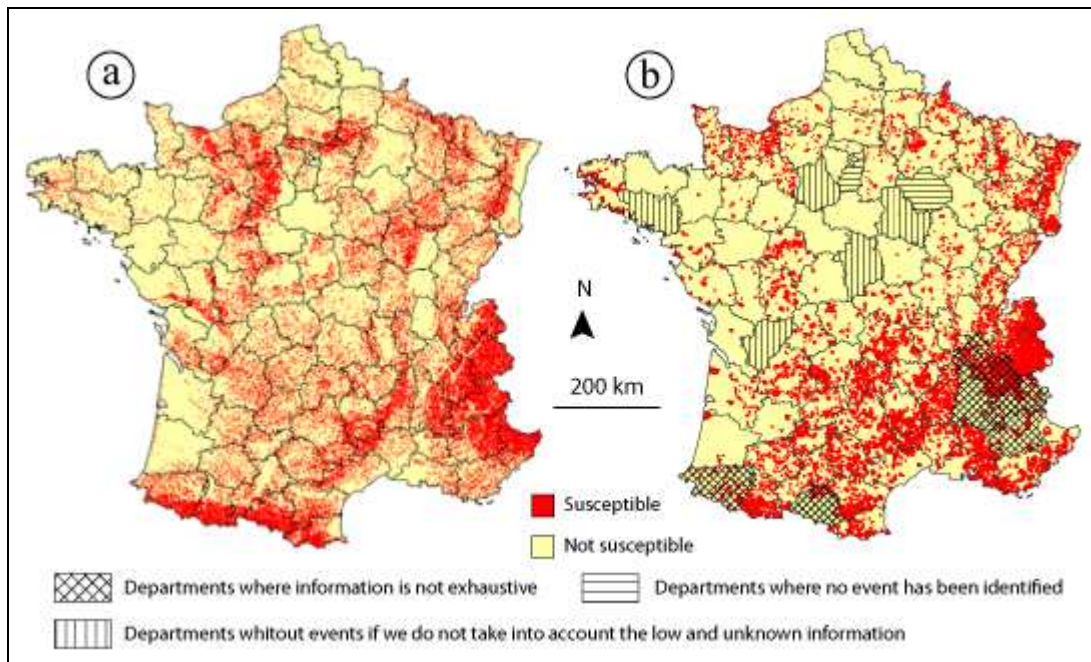 a
b
N
200 km
Susceptible
Not susceptible
Departments where information is not exhaustive
Departments where no event has been identified
Departments whitout events if we do not take into account the low and unknown information